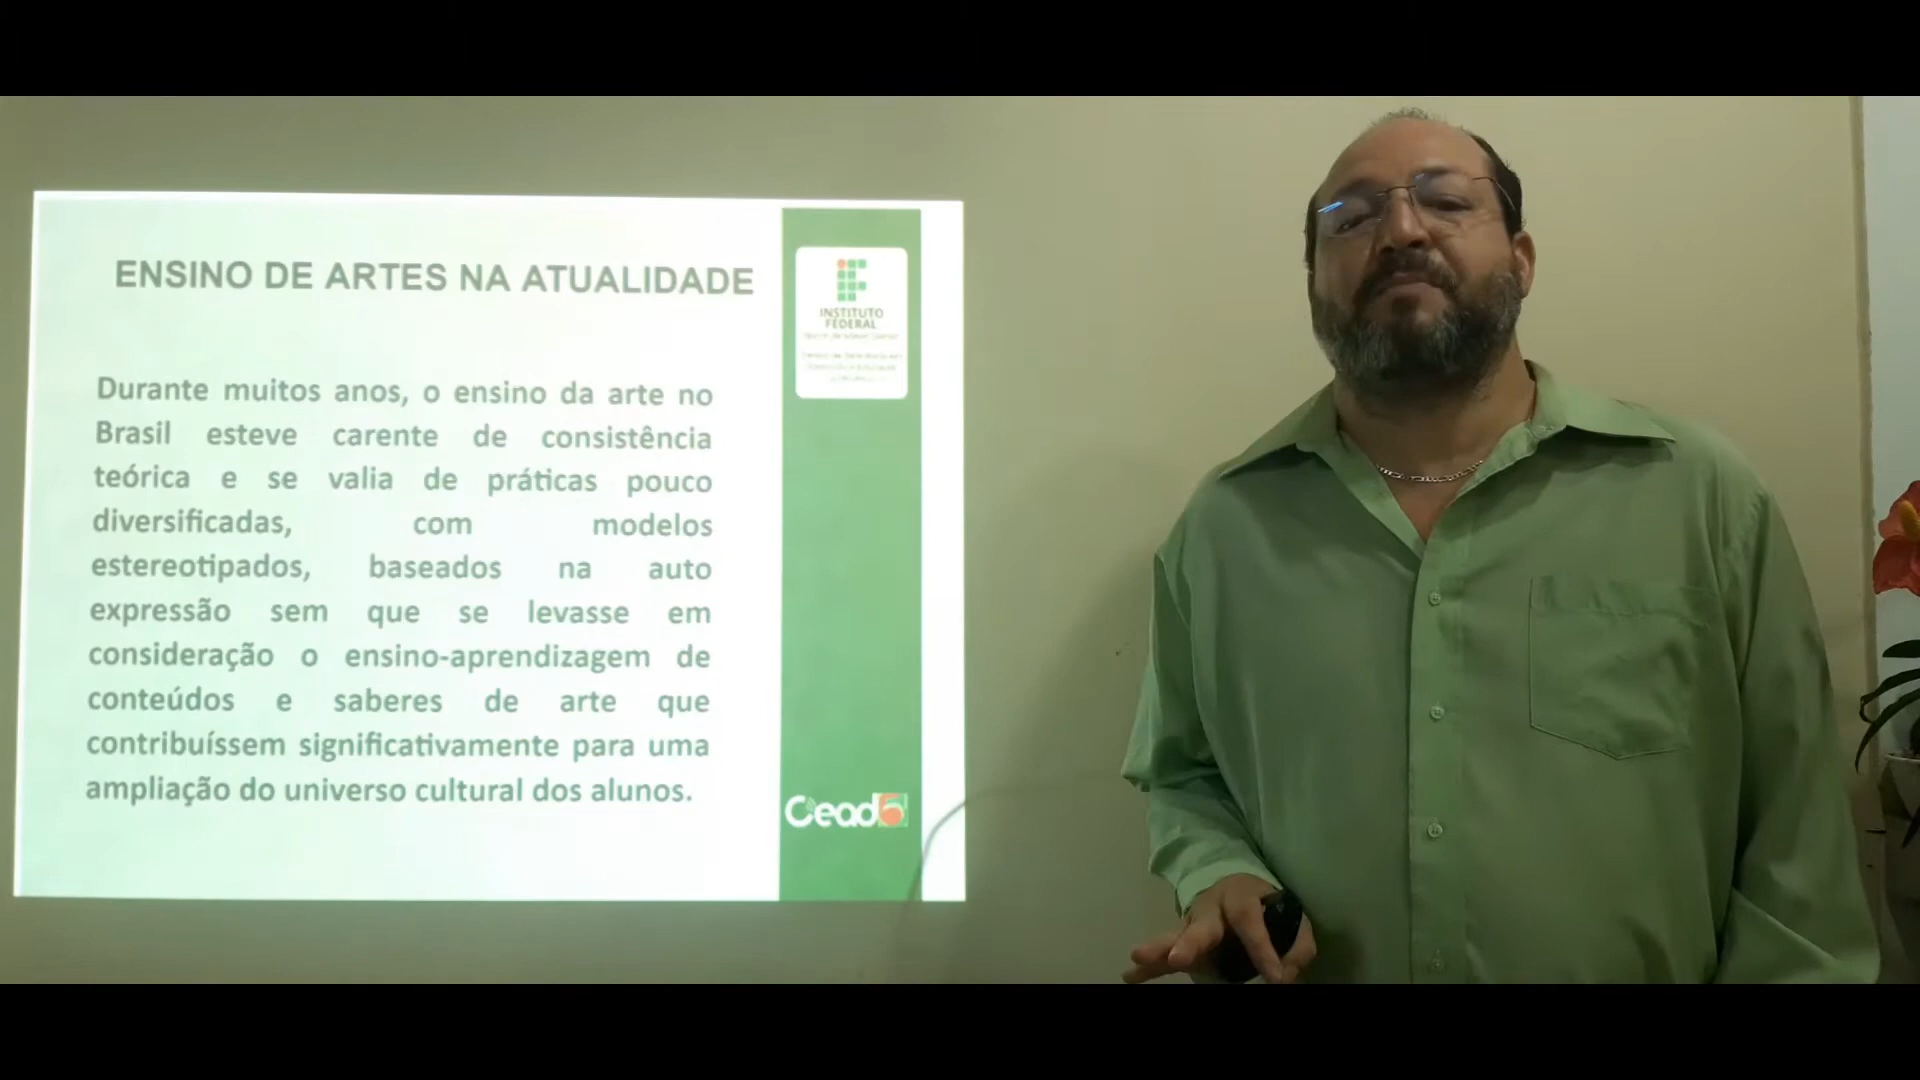 ENSINO DE ARTES NA ATUALIDADE
Durante muitos anos, o ensino da arte no
Brasil esteve carente de consistência
teórica e se valia de práticas pouco
diversificadas, com modelos
estereotipados, baseados na auto
expressão sem que se levasse em
consideração o ensino-aprendizagem de
conteúdos e saberes de arte que
contribuíssem significativamente para uma
ampliação do universo cultural dos alunos.
INSTITUTO
FEDERAL
Cead